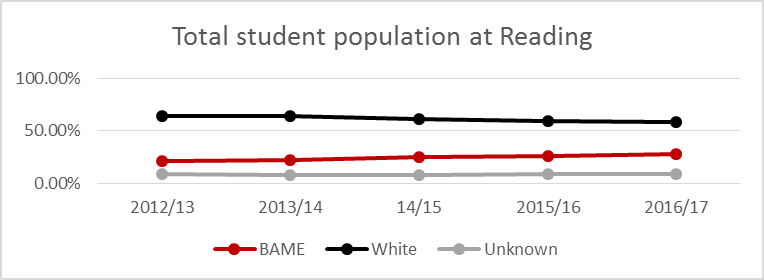 Total student population at Reading
100.00%
50.00%
0.00%
2012/13 2013/14 14/15 2015/16 2016/17
BAME White Unknown